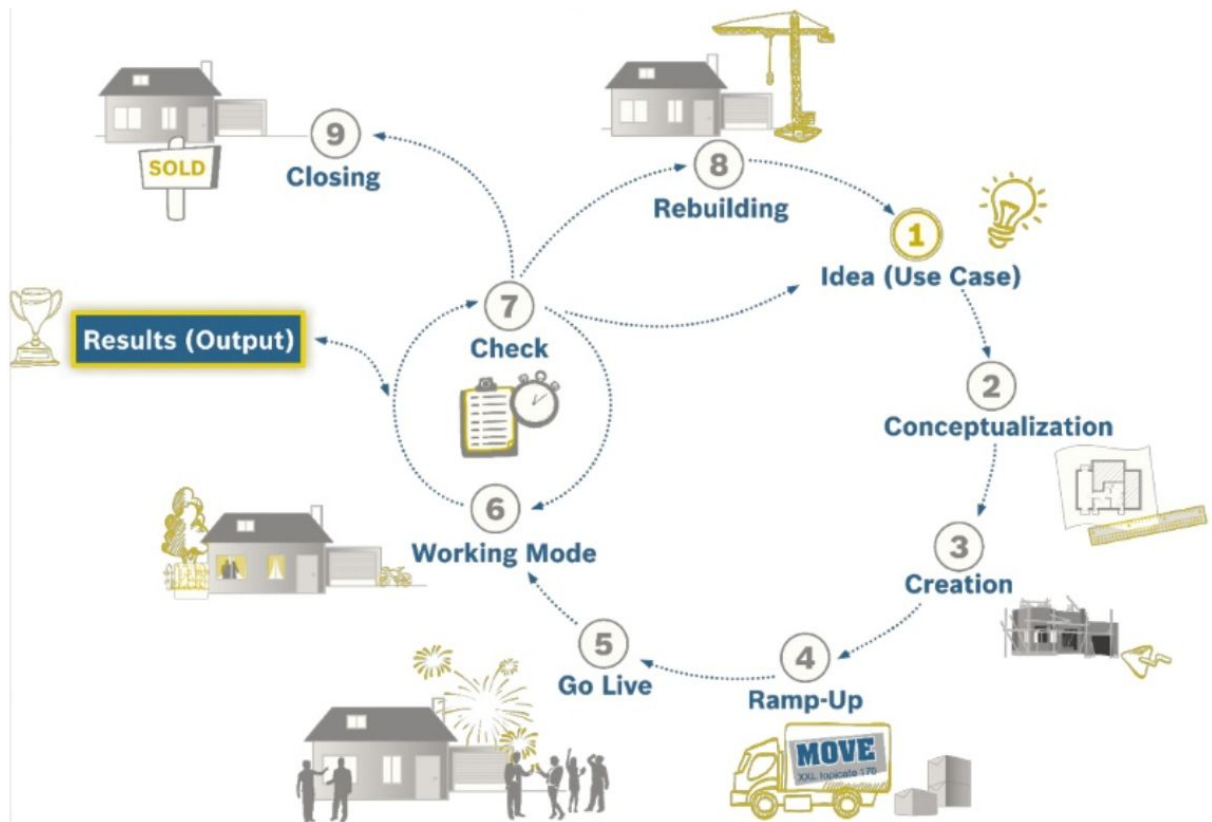 9
Closing
SOLD
8
Rebuilding
1
Idea (Use Case)
7
Check
Results (Output)
2
Conceptualization
6
Working Mode
3
Creation
5
Go Live
4
Ramp-Up
MOVE
XXL